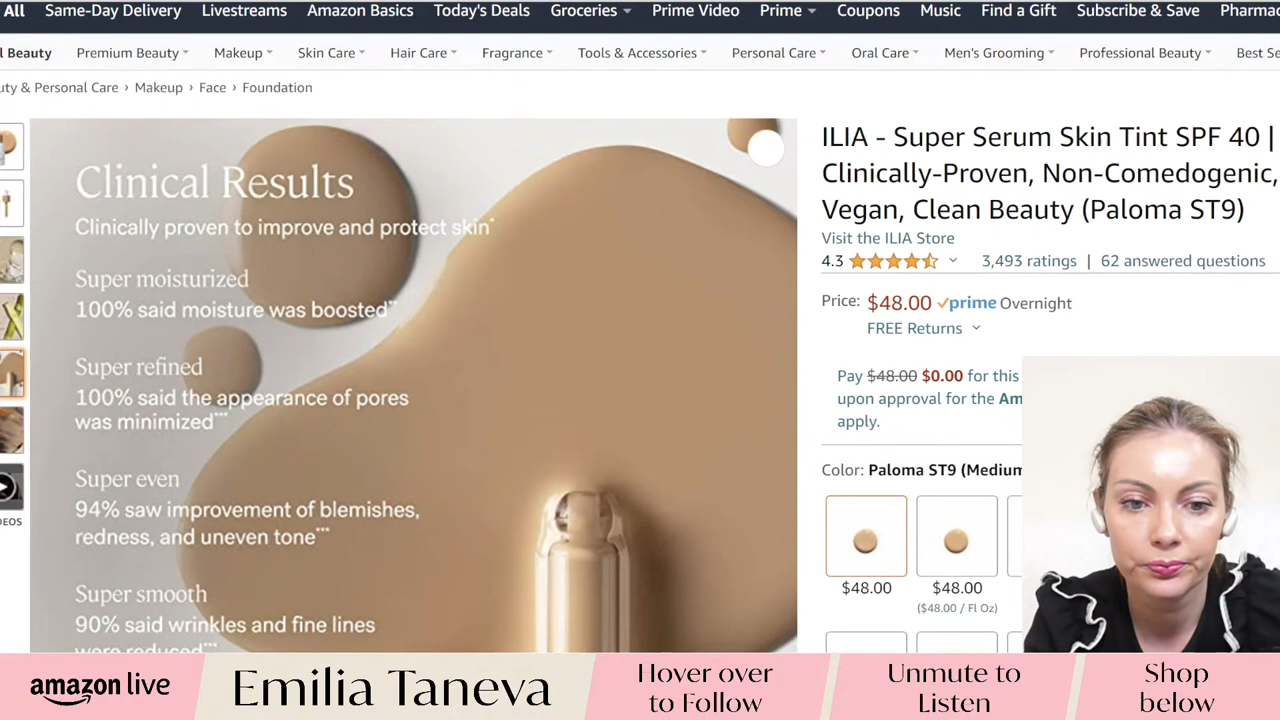 All Same-Day Delivery Livestreams Amazon Basics Today's Deals Groceries Prime Video Prime Coupons Music Find a Gift Subscribe & Save
Beauty Premium Beauty Makeup Skin Care Hair Care Fragrance Tools & Accessories Personal Care Oral Care Men's Grooming Professional Beauty
& Personal Care › Makeup › Face › Foundation
Clinical Results
Clinically proven to improve and protect skin*
Super moisturized
100% said moisture was boosted**
Super refined
100% said the appearance of pores
was minimized***
Super even
94% saw improvement of blemishes,
redness, and uneven tone***
Super smooth
90% said wrinkles and fine lines
were reduced***
ILIA - Super Serum Skin Tint SPF 40 |
Clinically-Proven, Non-Comedogenic,
Vegan, Clean Beauty (Paloma ST9)
Visit the ILIA Store
4.3 3,493 ratings | 62 answered questions
Price: $48.00 prime Overnight
FREE Returns
Pay $48.00 $0.00 for this
upon approval for the
apply.
Color: Paloma ST9 (Medium
$48.00 $48.00
($48.00 / Fl Oz)
amazon live
Emilia Taneva
Hover over
to Follow
Unmute to
Listen
Shop
below